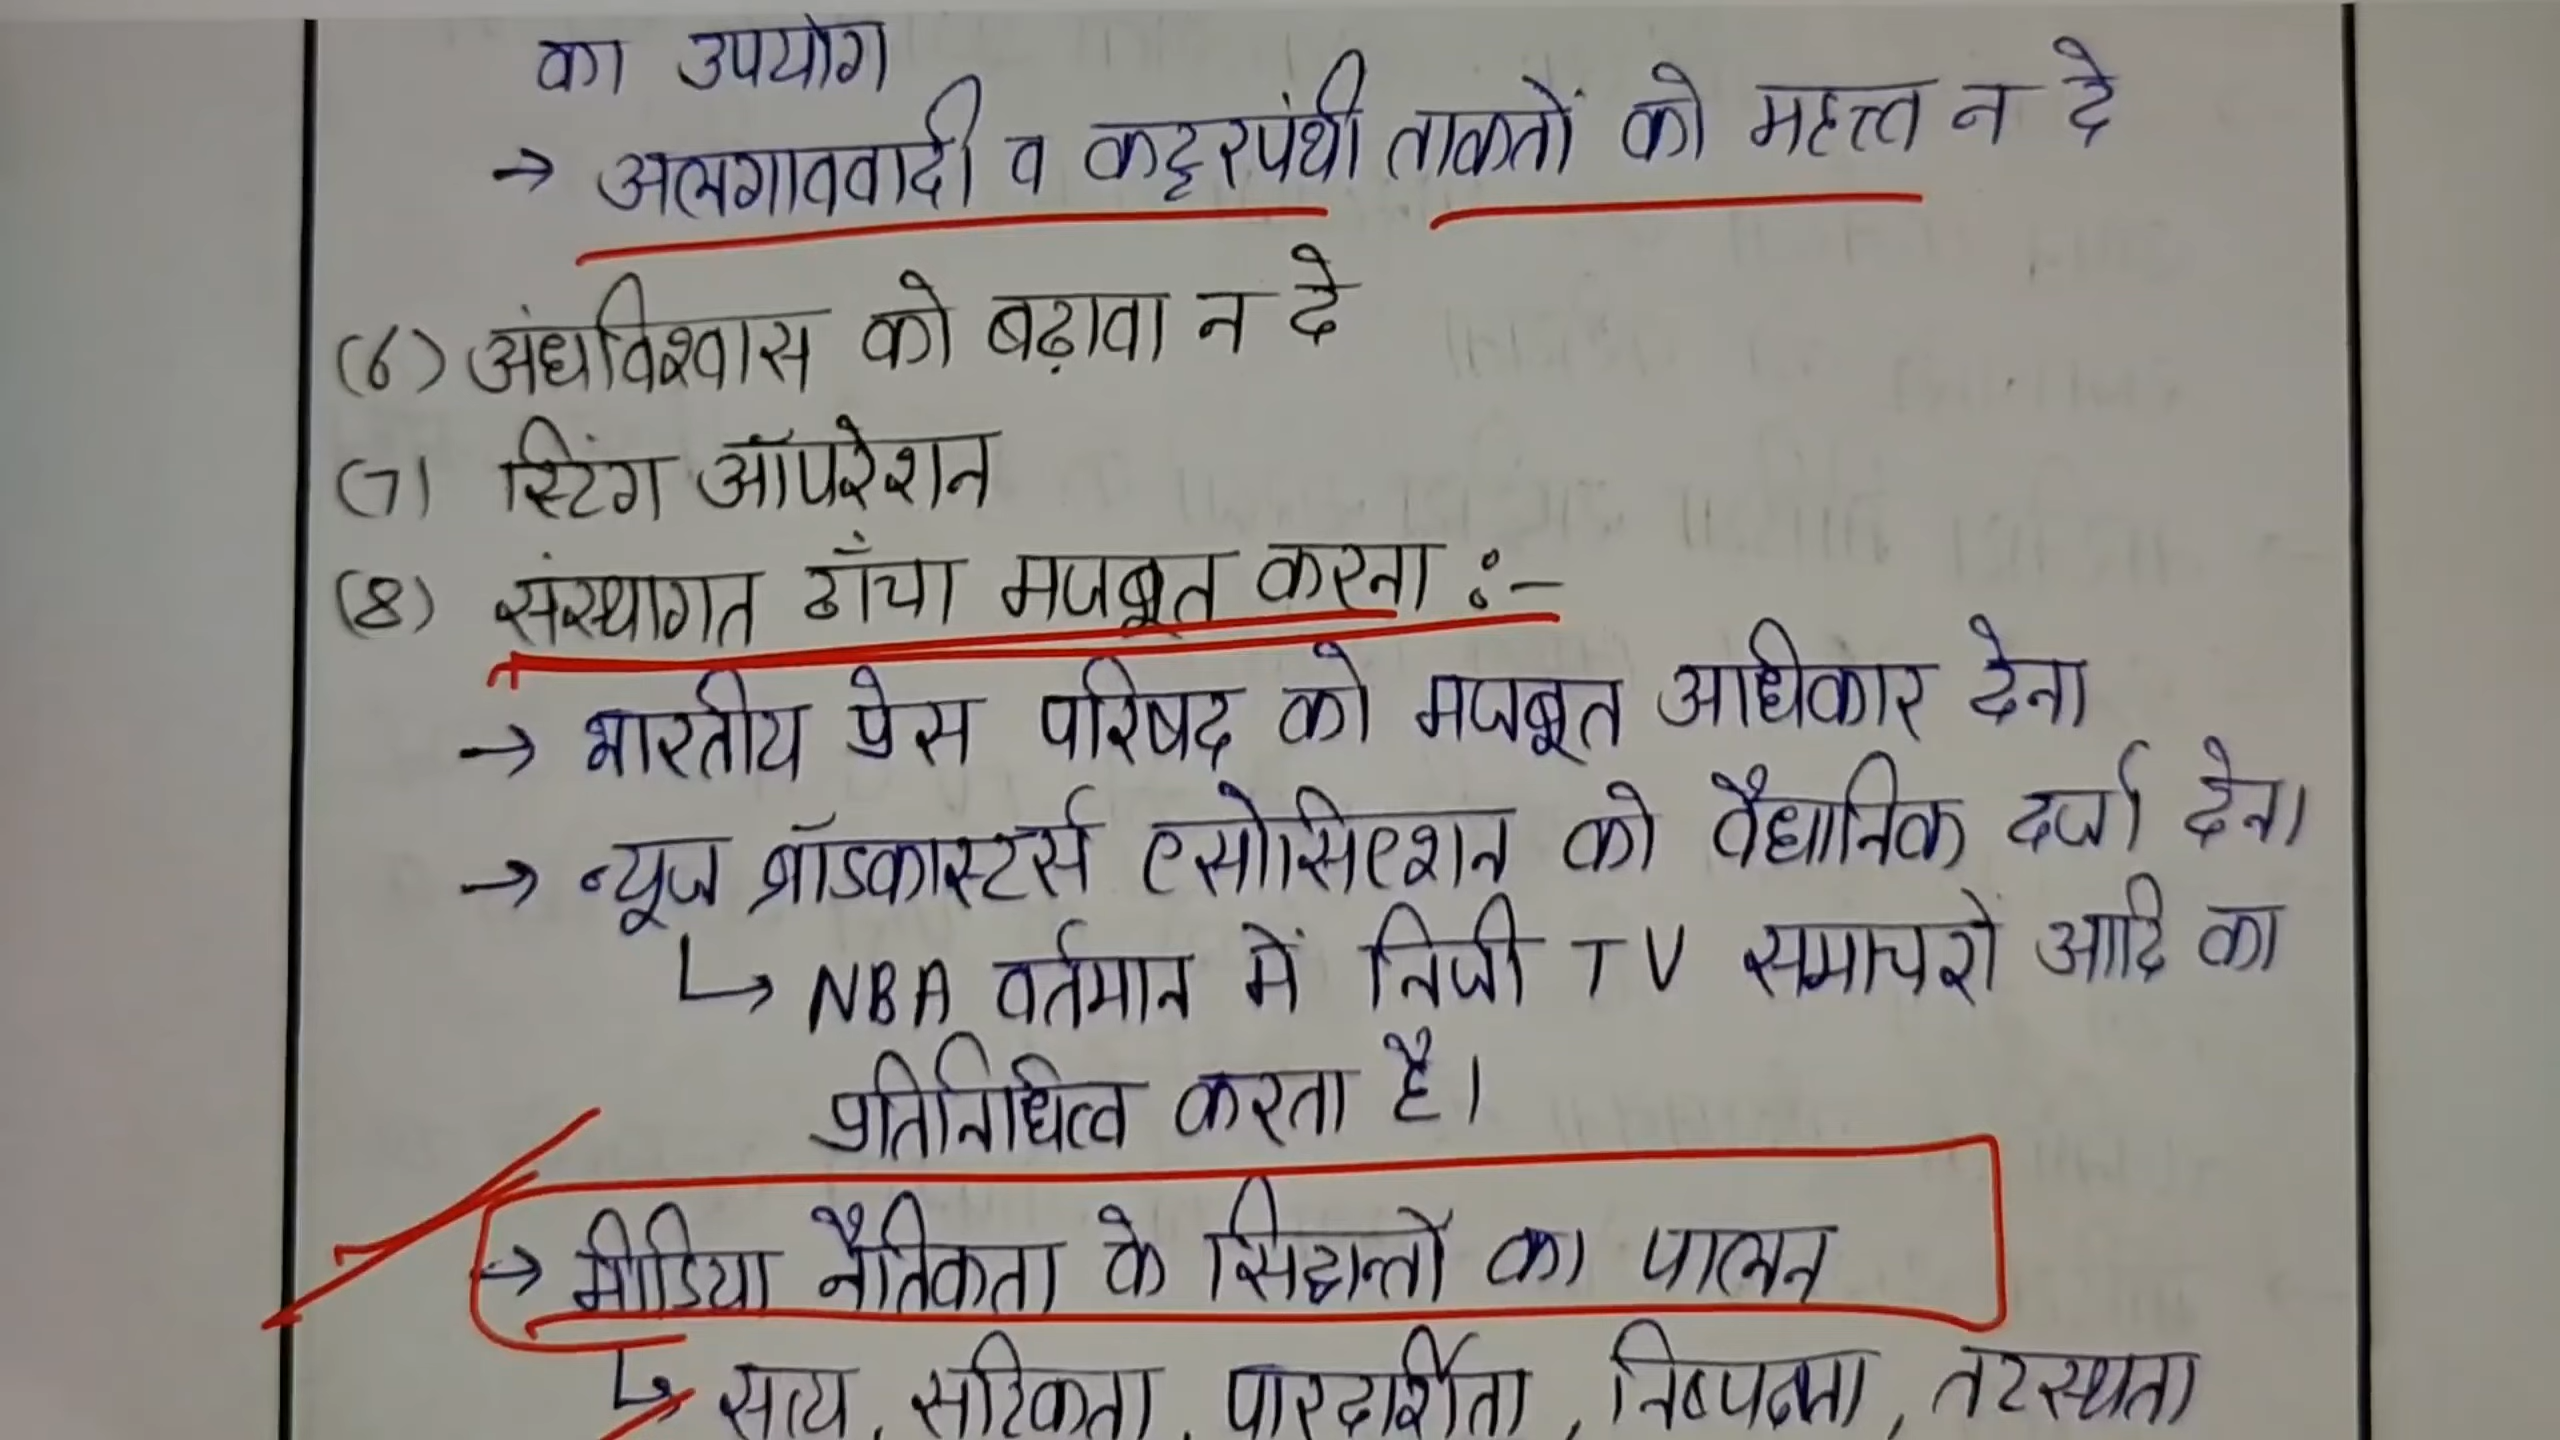 का उपयोग
→ अलगाववादी व कट्टरपंथी ताकतों को महत्त्व न दे
(6) अंधविश्वास को बढ़ावा न दे
(7) स्टिंग ऑपरेशन
(8) संस्थागत ढाँचा मजबूत करना :-
→ भारतीय प्रेस परिषद को मजबूत अधिकार देना
→ न्यूज ब्रॉडकास्टर्स एसोसिएशन को वैधानिक दर्जा देना
↳ NBA वर्तमान में निजी TV समाचरों आदि का
प्रतिनिधित्व करता है।
→ मीडिया नैतिकता के सिद्धान्तों का पालन
↳ सत्य, सटिकता, पारदर्शिता, निष्पक्षता, तटस्थता